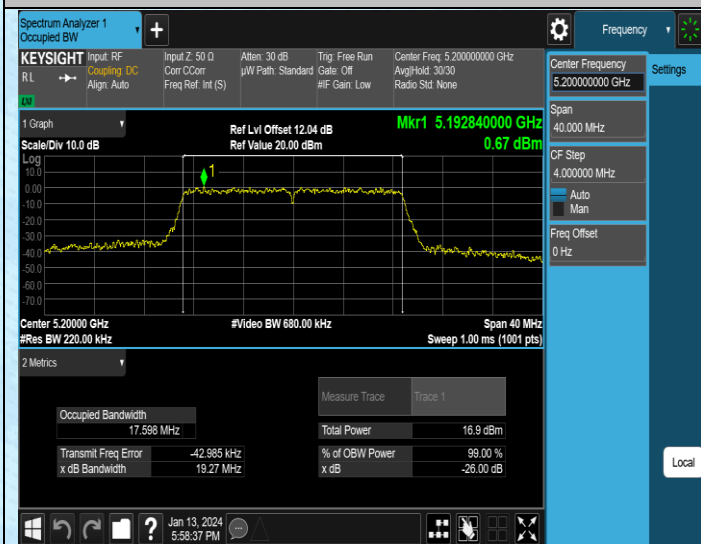 Spectrum Analyzer 1
Occupied BW
Frequency
KEYSIGHT
RL
Input: RF
Coupling: DC
Align: Auto
Input Z: 50 Ω
Corr CCorr
Freq Ref: Int (S)
Atten: 30 dB
µW Path: Standard
Trig: Free Run
Gate: Off
#IF Gain: Low
Center Freq: 5.200000000 GHz
Avg|Hold: 30/30
Radio Std: None
LXI
1 Graph
Scale/Div 10.0 dB
Ref Lvl Offset 12.04 dB
Ref Value 20.00 dBm
Mkr1 5.192840000 GHz
0.67 dBm
Log
10.0
0.00
-10.0
-20.0
-30.0
-40.0
-50.0
-60.0
-70.0
1
Center 5.20000 GHz
#Res BW 220.00 kHz
#Video BW 680.00 kHz
Span 40 MHz
Sweep 1.00 ms (1001 pts)
2 Metrics
Measure Trace
Trace 1
Occupied Bandwidth
17.598 MHz
Total Power
16.9 dBm
Transmit Freq Error
-42.985 kHz
% of OBW Power
99.00 %
x dB Bandwidth
19.27 MHz
x dB
-26.00 dB
?
Jan 13, 2024
5:58:37 PM
Center Frequency
5.200000000 GHz
Span
40.000 MHz
CF Step
4.000000 MHz
Auto
Man
Freq Offset
0 Hz
Settings
Local